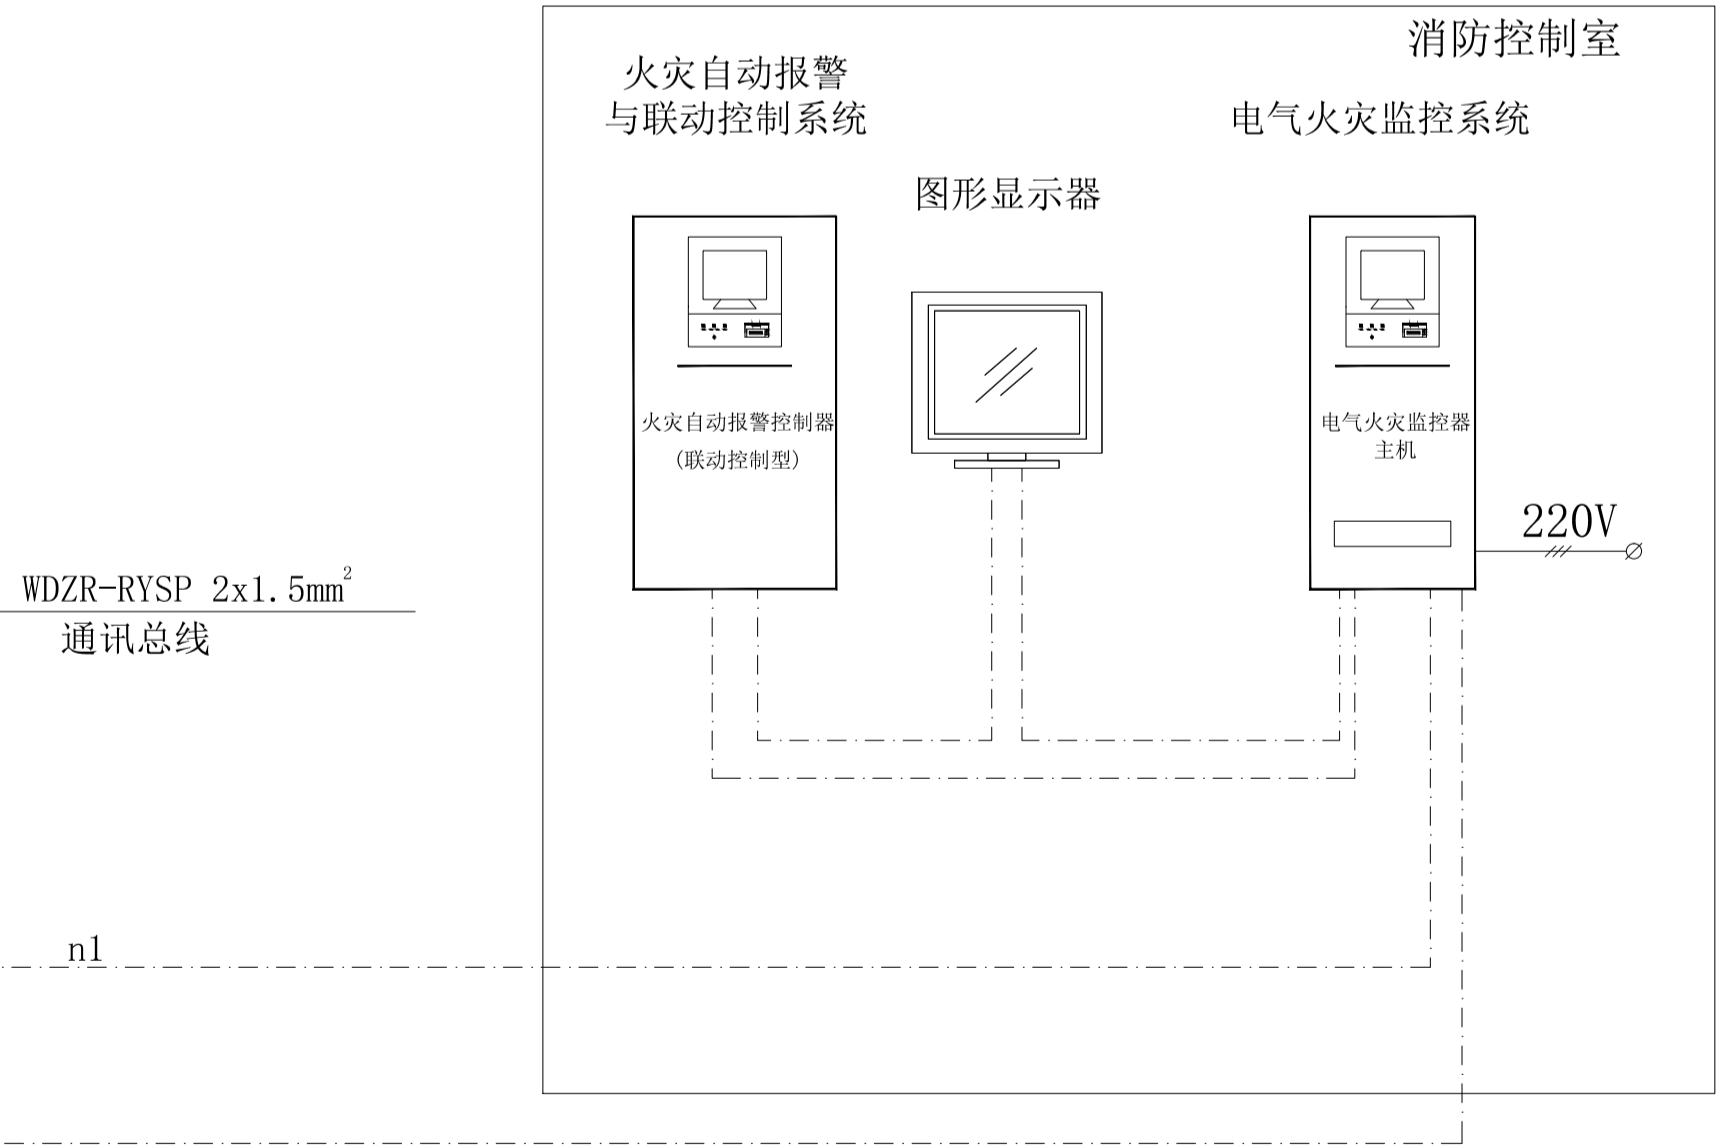 消防控制室
火灾自动报警
与联动控制系统
电气火灾监控系统
图形显示器
火灾自动报警控制器
(联动控制型)
电气火灾监控器
主机
220V
WDZR-RYSP 2x1.5mm²
通讯总线
n1